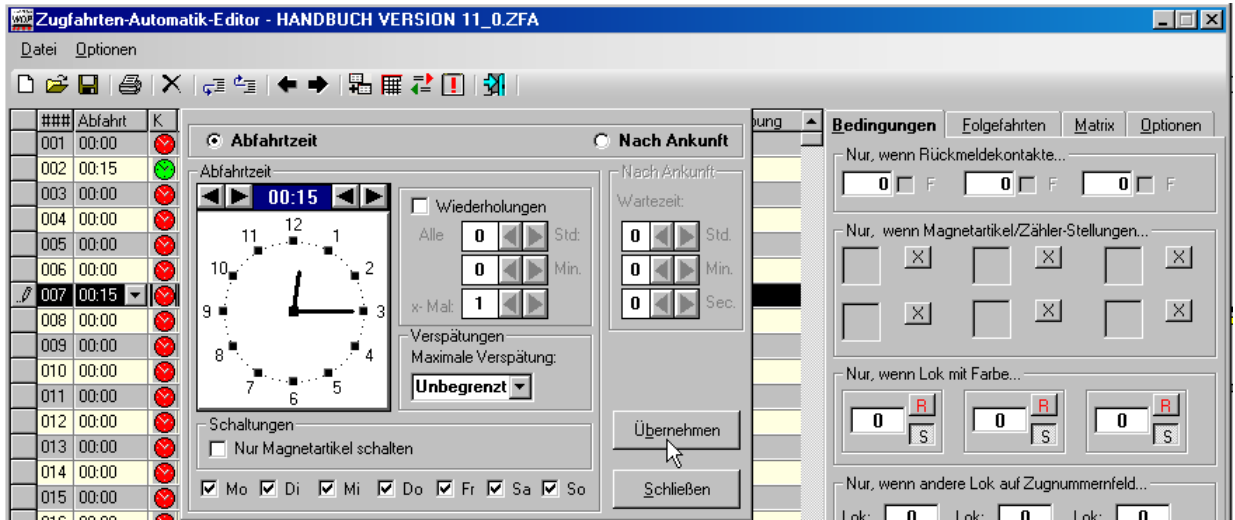 Zugfahrten-Automatik-Editor - HANDBUCH VERSION 11_0.ZFA
Datei Optionen
### Abfahrt K
001 00:00
002 00:15
003 00:00
004 00:00
005 00:00
006 00:00
007 00:15
008 00:00
009 00:00
010 00:00
011 00:00
012 00:00
013 00:00
014 00:00
015 00:00
Abfahrtzeit
Nach Ankunft
Abfahrtzeit
00:15
12
1
2
3
4
5
6
7
8
9
10
11
Wiederholungen
Alle 0 Std:
0 Min.
x- Mal: 1
Verspätungen
Maximale Verspätung:
Unbegrenzt
Nach Ankunft
Wartezeit:
0 Std.
0 Min.
0 Sec.
Schaltungen
Nur Magnetartikel schalten
Mo Di Mi Do Fr Sa So
Übernehmen
Schließen
Bedingungen Folgefahrten Matrix Optionen
Nur, wenn Rückmeldekontakte...
0 F 0 F 0 F
Nur, wenn Magnetartikel/Zähler-Stellungen...
X X X
X X X
Nur, wenn Lok mit Farbe...
0 R S 0 R S 0 R S
Nur, wenn andere Lok auf Zugnummernfeld...
Lok: 0 Lok: 0 Lok: 0